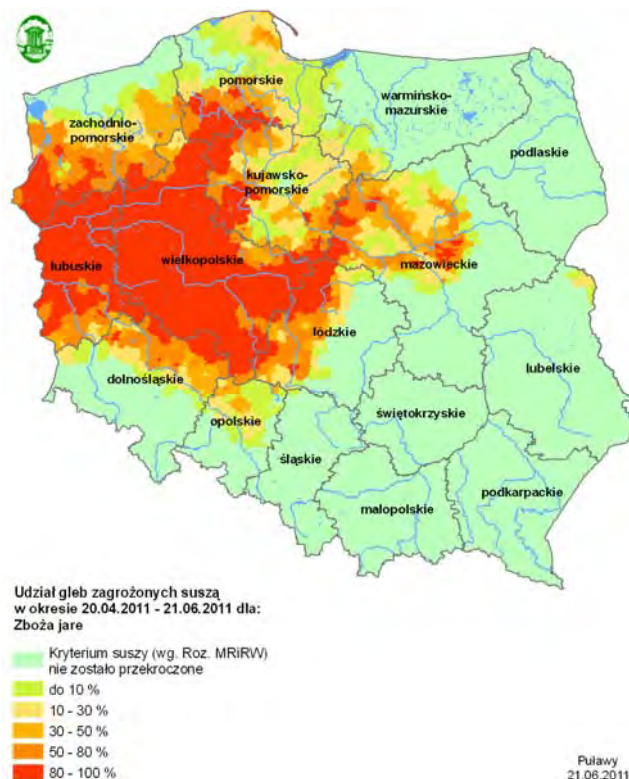 pomorskie
warmińsko-
mazurskie
zachodnio-
pomorskie
podlaskie
kujawsko-
pomorskie
lubuskie
wielkopolskie
mazowieckie
łódzkie
lubelskie
dolnośląskie
opolskie
świętokrzyskie
śląskie
podkarpackie
małopolskie
Udział gleb zagrożonych suszą
w okresie 20.04.2011 - 21.06.2011 dla:
Zboża jare
Kryterium suszy (wg. Roz. MRiRW)
nie zostało przekroczone
do 10 %
10 - 30 %
30 - 50 %
50 - 80 %
80 - 100 %
Puławy
21.06.2011